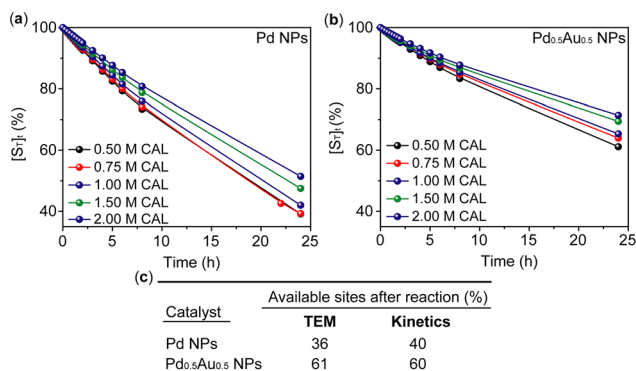 (a)
Pd NPs
100
80
60
40
[S_T]_t (%)
0.50 M CAL
0.75 M CAL
1.00 M CAL
1.50 M CAL
2.00 M CAL
0 5 10 15 20 25
Time (h)
(b)
Pd₀.₅Au₀.₅ NPs
100
80
60
40
[S_T]_t (%)
0.50 M CAL
0.75 M CAL
1.00 M CAL
1.50 M CAL
2.00 M CAL
0 5 10 15 20 25
Time (h)
(c)
Available sites after reaction (%)
Catalyst TEM Kinetics
Pd NPs 36 40
Pd₀.₅Au₀.₅ NPs 61 60